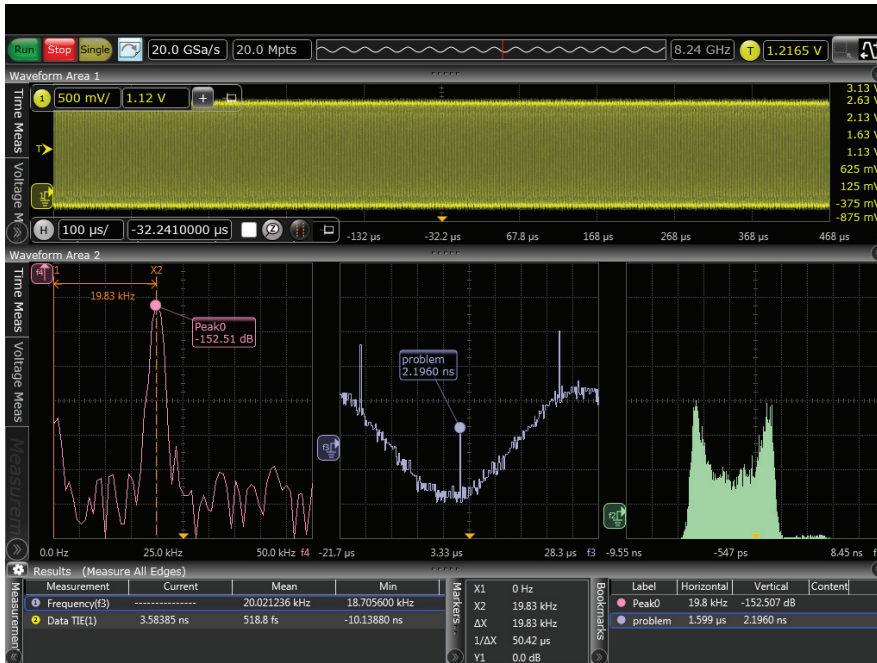 Run Stop Single 20.0 GSa/s 20.0 Mpts 8.24 GHz T 1.2165 V
Waveform Area 1
1 500 mV/ 1.12 V +
3.13 V
2.63 V
2.13 V
1.63 V
1.13 V
625 mV
125 mV
-375 mV
-875 mV
Time Meas
Voltage M
T
H 100 µs/ -32.2410000 µs
-132 µs -32.2 µs 67.8 µs 168 µs 268 µs 368 µs 468 µs
Waveform Area 2
Time Meas
Voltage Meas
Measurem
f4 1 X2
19.83 kHz
Peak0
-152.51 dB
problem
2.1960 ns
f3
f2
0.0 Hz 25.0 kHz 50.0 kHz f4 -21.7 µs 3.33 µs 28.3 µs f3 -9.55 ns -547 ps 8.45 ns f
Results (Measure All Edges)
Measurement
Measurement Current Mean Min
1 Frequency(f3) --------------- 20.021236 kHz 18.705600 kHz
2 Data TIE(1) 3.58385 ns 518.8 fs -10.13880 ns
Markers
X1 0 Hz
X2 19.83 kHz
ΔX 19.83 kHz
1/ΔX 50.42 µs
Y1 0.0 dB
Bookmarks
Label Horizontal Vertical Content
Peak0 19.8 kHz -152.507 dB
problem 1.599 µs 2.1960 ns